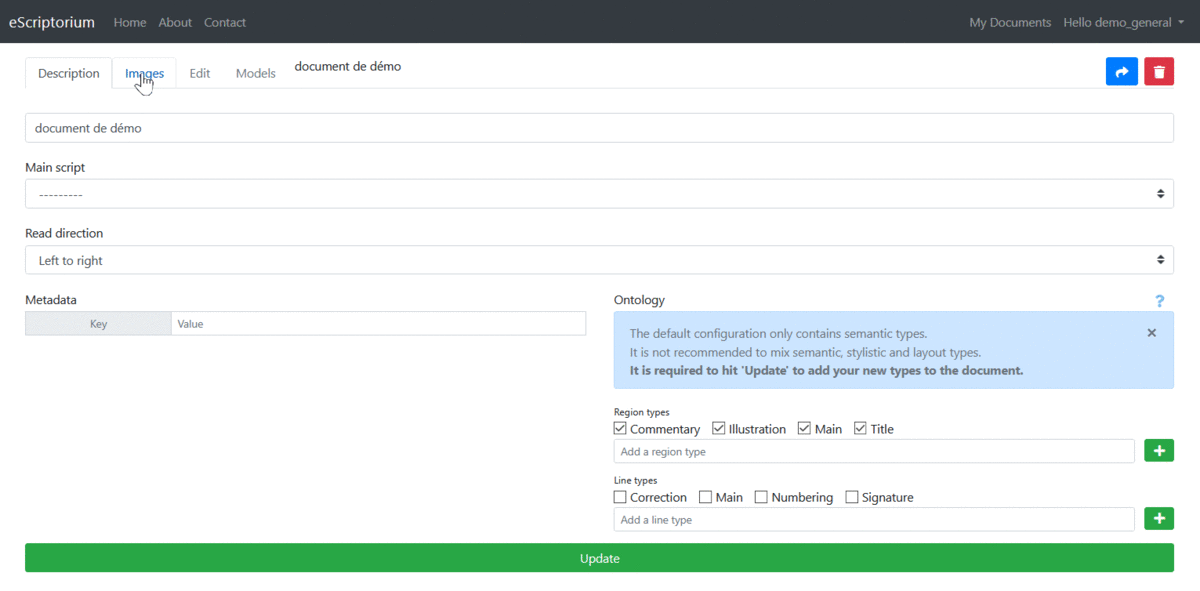 eScriptorium Home About Contact My Documents Hello demo_general
Description Images Edit Models document de démo
document de démo
Main script
---------
Read direction
Left to right
Metadata
Key Value
Ontology ?
The default configuration only contains semantic types. ×
It is not recommended to mix semantic, stylistic and layout types.
It is required to hit 'Update' to add your new types to the document.
Region types
Commentary Illustration Main Title
Add a region type +
Line types
Correction Main Numbering Signature
Add a line type +
Update